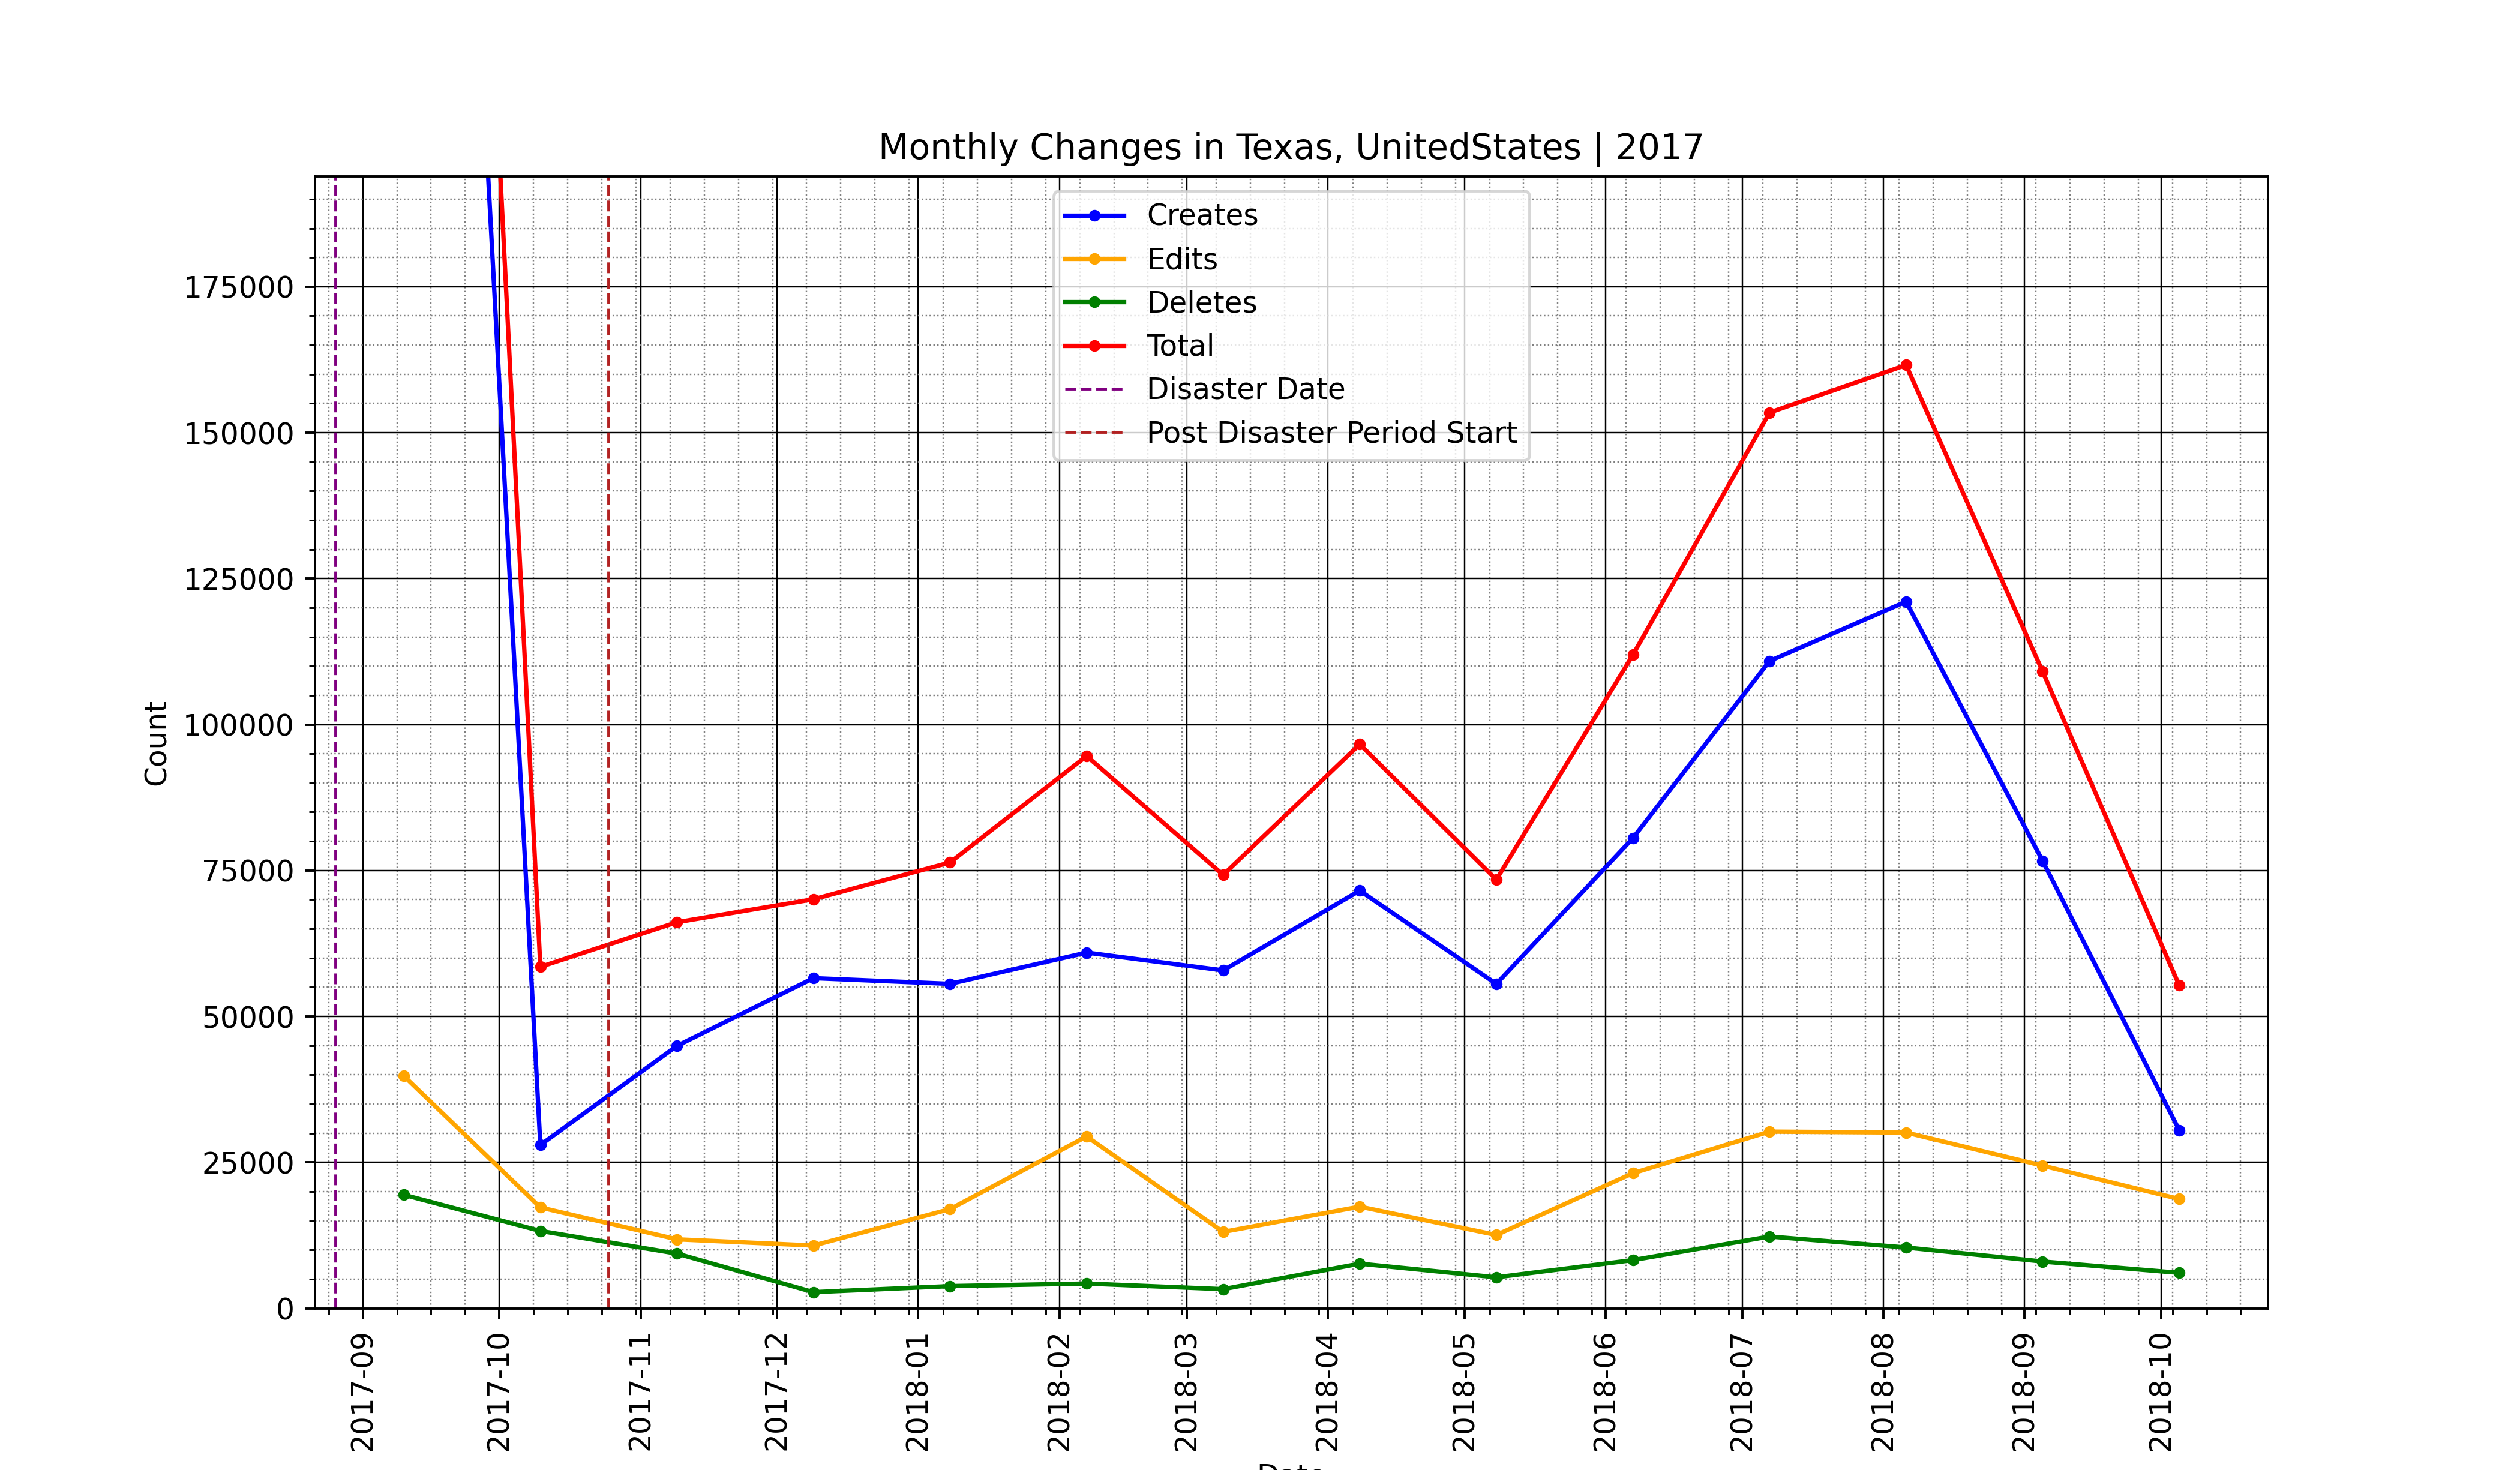 Monthly Changes in Texas, UnitedStates | 2017
Creates
Edits
Deletes
Total
Disaster Date
Post Disaster Period Start
Count
175000
150000
125000
100000
75000
50000
25000
0
2017-09
2017-10
2017-11
2017-12
2018-01
2018-02
2018-03
2018-04
2018-05
2018-06
2018-07
2018-08
2018-09
2018-10
Date